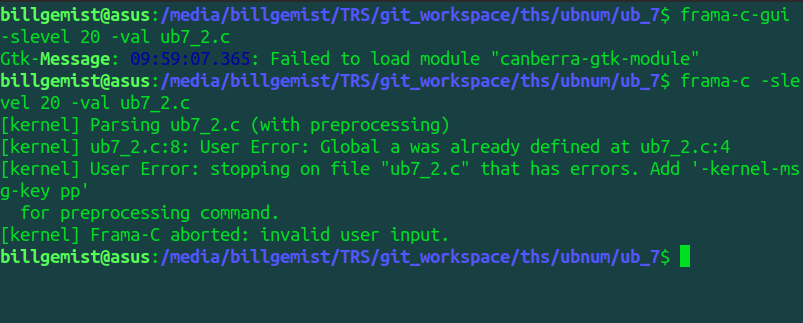 billgemist@asus:/media/billgemist/TRS/git_workspace/ths/ubnum/ub_7$ frama-c-gui
-slevel 20 -val ub7_2.c
Gtk-Message: 09:59:07.365: Failed to load module "canberra-gtk-module"
billgemist@asus:/media/billgemist/TRS/git_workspace/ths/ubnum/ub_7$ frama-c -sle
vel 20 -val ub7_2.c
[kernel] Parsing ub7_2.c (with preprocessing)
[kernel] ub7_2.c:8: User Error: Global a was already defined at ub7_2.c:4
[kernel] User Error: stopping on file "ub7_2.c" that has errors. Add '-kernel-ms
g-key pp'
  for preprocessing command.
[kernel] Frama-C aborted: invalid user input.
billgemist@asus:/media/billgemist/TRS/git_workspace/ths/ubnum/ub_7$